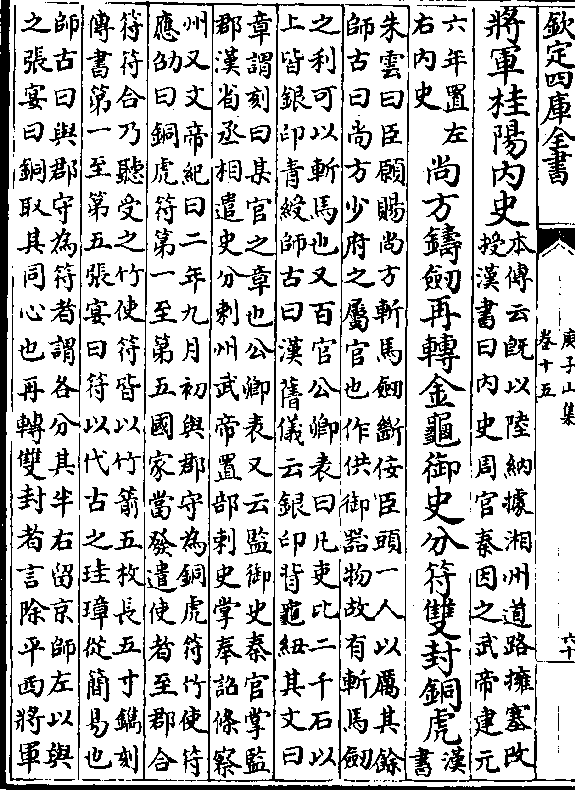 欽定四庫全書
庾子山集
卷十五
六十
將軍桂陽内史
本傳云旣以陸納據湘州道路擁塞改
授漢書曰内史周官秦因之武帝建元
六年置左
右内史
尚方鑄劒再轉金龜御史分符雙封銅虎
漢
書
朱雲曰臣願賜尚方斬馬劒斷佞臣頭一人以厲其餘
師古曰尚方少府之屬官也作供御器物故有斬馬劒
之利可以斬馬也又百官公卿表曰凡吏比二千石以
上皆銀印青綬師古曰漢舊儀云銀印背龜紐其文曰
章謂刻曰某官之章也公卿表又云監御史秦官掌監
郡漢省丞相遣史分刺州武帝置部刺史掌奉詔條察
州又文帝紀曰二年九月初與郡守為銅虎符竹使符
應劭曰銅虎符第一至第五國家當發遣使者至郡合
符符合乃聽受之竹使符皆以竹箭五枚長五寸鐫刻
傳書第一至第五張宴曰符以代古之珪璋從簡易也
師古曰與郡守為符者謂各分其半右留京師左以與
之張宴曰銅取其同心也再轉雙封者言除平西將軍